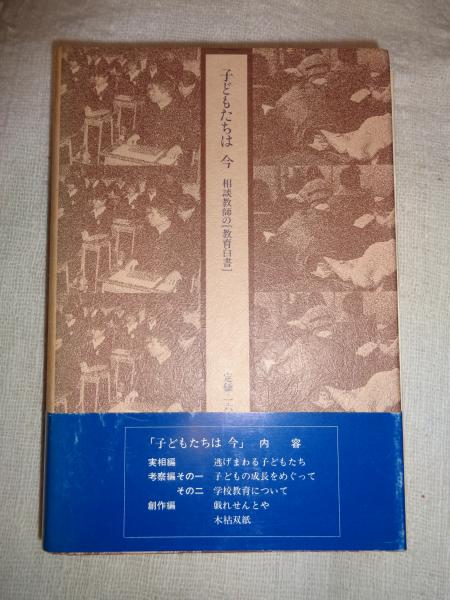 子どもたちは 今
相談教師の[教育白書]
「子どもたちは 今」 内 容
実相編 逃げまわる子どもたち
考察編その一 子どもの成長をめぐって
その二 学校教育について
創作編 戯れせんとや
木枯双紙